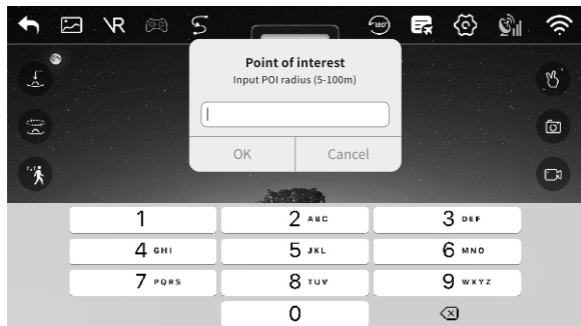 VR
180°
Point of interest
Input POI radius (5-100m)
OK Cancel
1 2 ABC 3 DEF
4 GHI 5 JKL 6 MNO
7 PQRS 8 TUV 9 WXYZ
0